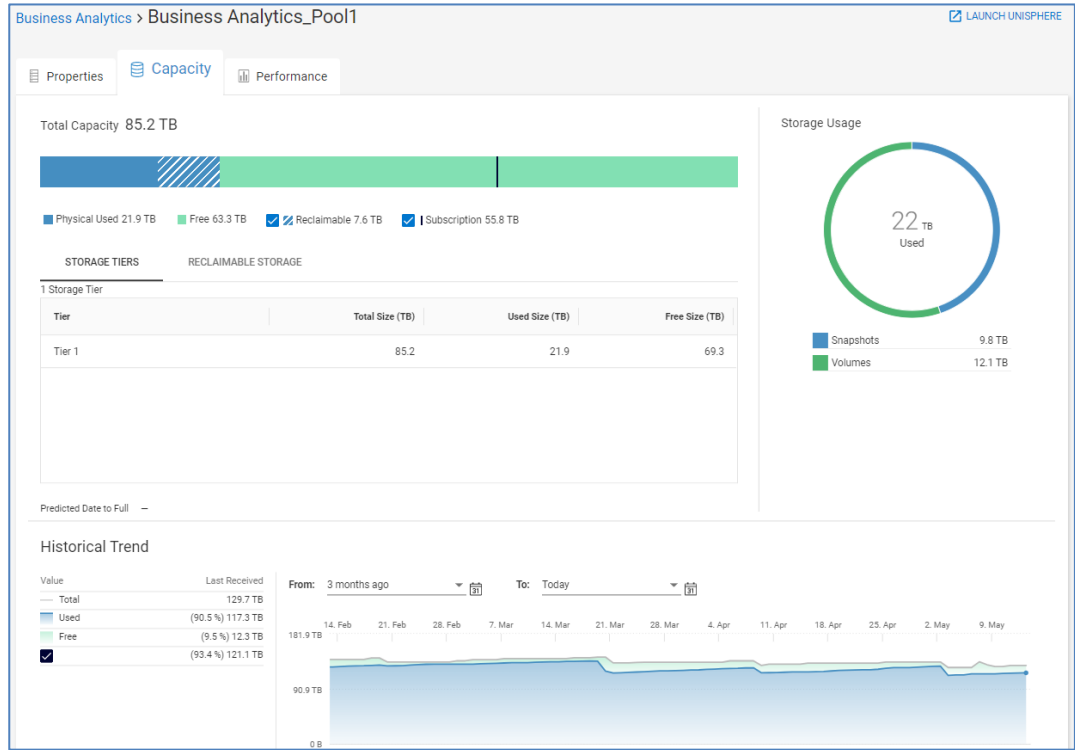 Business Analytics > Business Analytics_Pool1
LAUNCH UNISPHERE
Properties
Capacity
Performance
Total Capacity 85.2 TB
Physical Used 21.9 TB
Free 63.3 TB
Reclaimable 7.6 TB
Subscription 55.8 TB
STORAGE TIERS
RECLAIMABLE STORAGE
1 Storage Tier
Tier Total Size (TB) Used Size (TB) Free Size (TB)
Tier 1 85.2 21.9 69.3
Predicted Date to Full –
Storage Usage
22 TB
Used
Snapshots 9.8 TB
Volumes 12.1 TB
Historical Trend
Value Last Received
Total 129.7 TB
Used (90.5 %) 117.3 TB
Free (9.5 %) 12.3 TB
(93.4 %) 121.1 TB
From: 3 months ago 31 To: Today 31
14. Feb 21. Feb 28. Feb 7. Mar 14. Mar 21. Mar 28. Mar 4. Apr 11. Apr 18. Apr 25. Apr 2. May 9. May
181.9 TB
90.9 TB
0 B